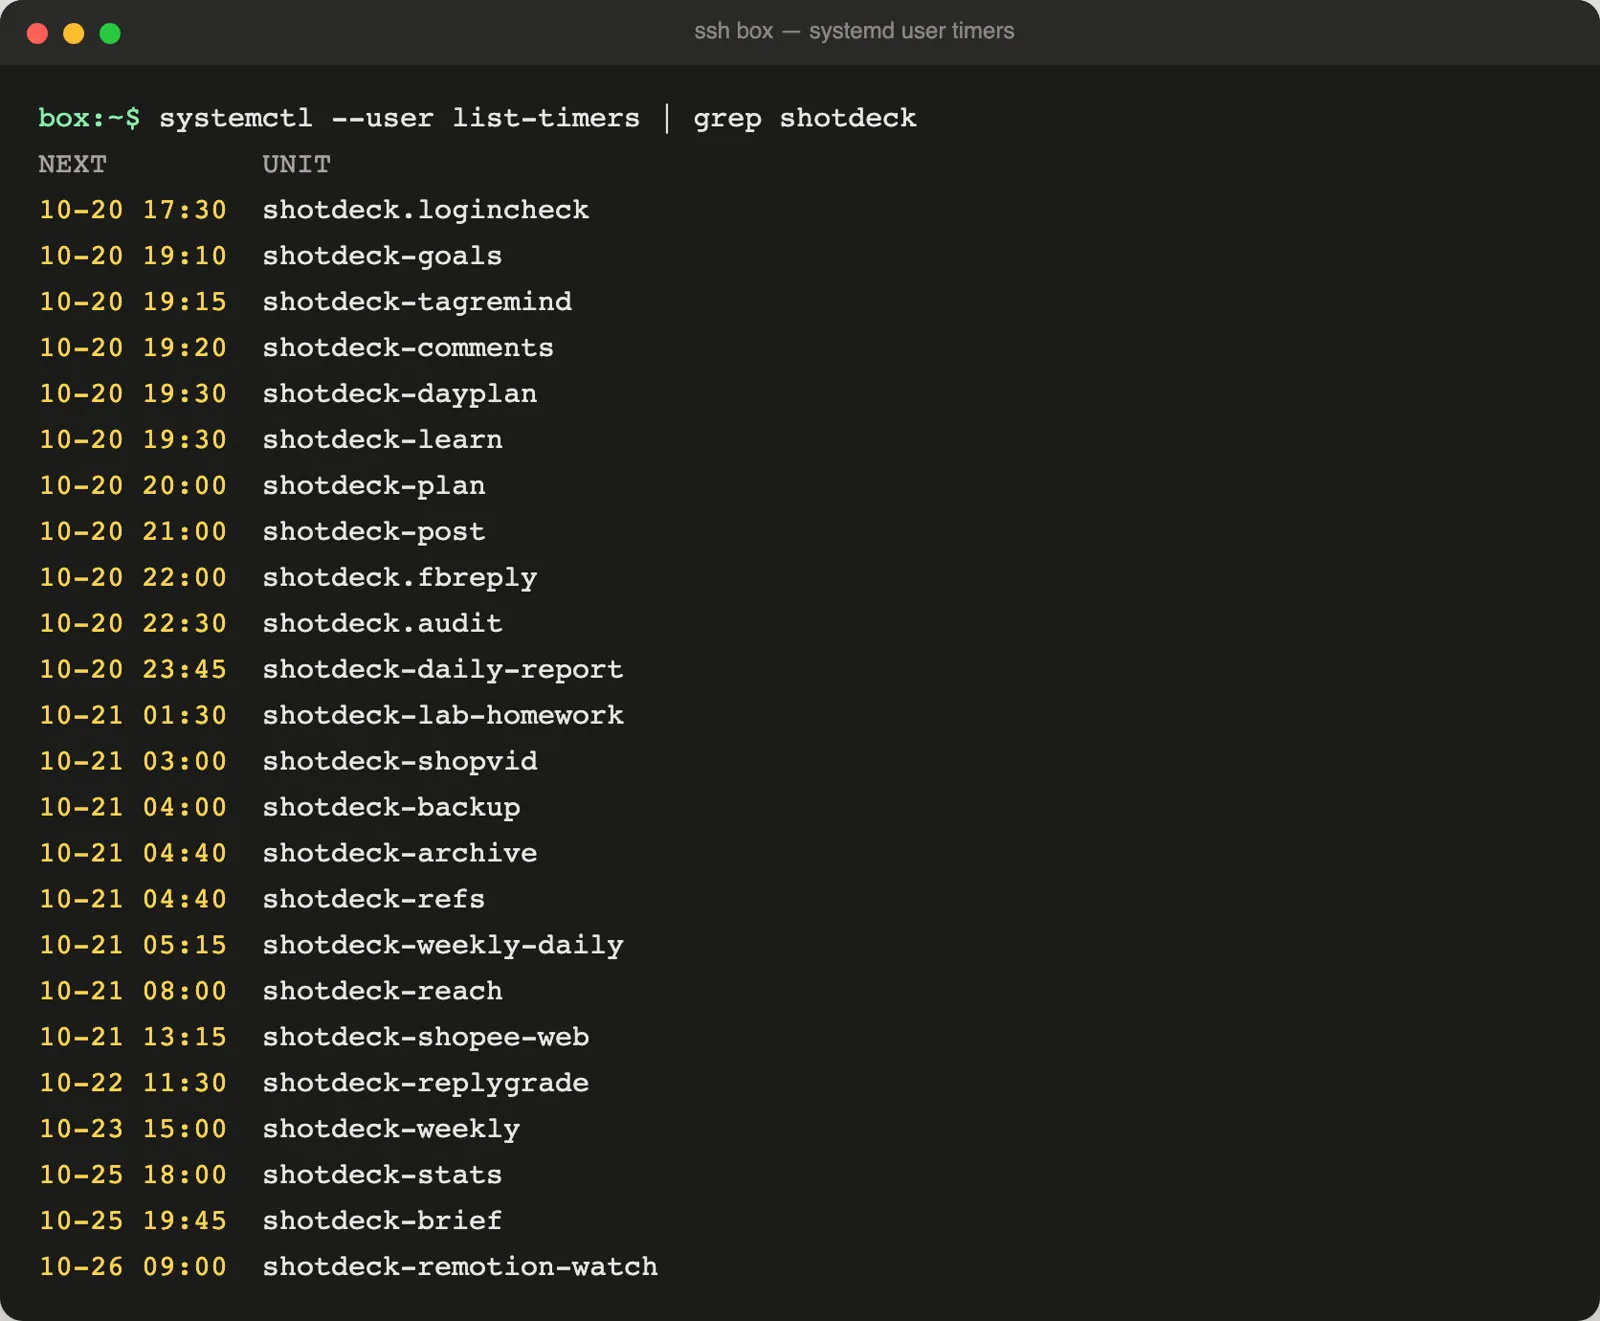 ssh box — systemd user timers
box:~$ systemctl --user list-timers | grep shotdeck
NEXT UNIT
10-20 17:30 shotdeck.logincheck
10-20 19:10 shotdeck-goals
10-20 19:15 shotdeck-tagremind
10-20 19:20 shotdeck-comments
10-20 19:30 shotdeck-dayplan
10-20 19:30 shotdeck-learn
10-20 20:00 shotdeck-plan
10-20 21:00 shotdeck-post
10-20 22:00 shotdeck.fbreply
10-20 22:30 shotdeck.audit
10-20 23:45 shotdeck-daily-report
10-21 01:30 shotdeck-lab-homework
10-21 03:00 shotdeck-shopvid
10-21 04:00 shotdeck-backup
10-21 04:40 shotdeck-archive
10-21 04:40 shotdeck-refs
10-21 05:15 shotdeck-weekly-daily
10-21 08:00 shotdeck-reach
10-21 13:15 shotdeck-shopee-web
10-22 11:30 shotdeck-replygrade
10-23 15:00 shotdeck-weekly
10-25 18:00 shotdeck-stats
10-25 19:45 shotdeck-brief
10-26 09:00 shotdeck-remotion-watch